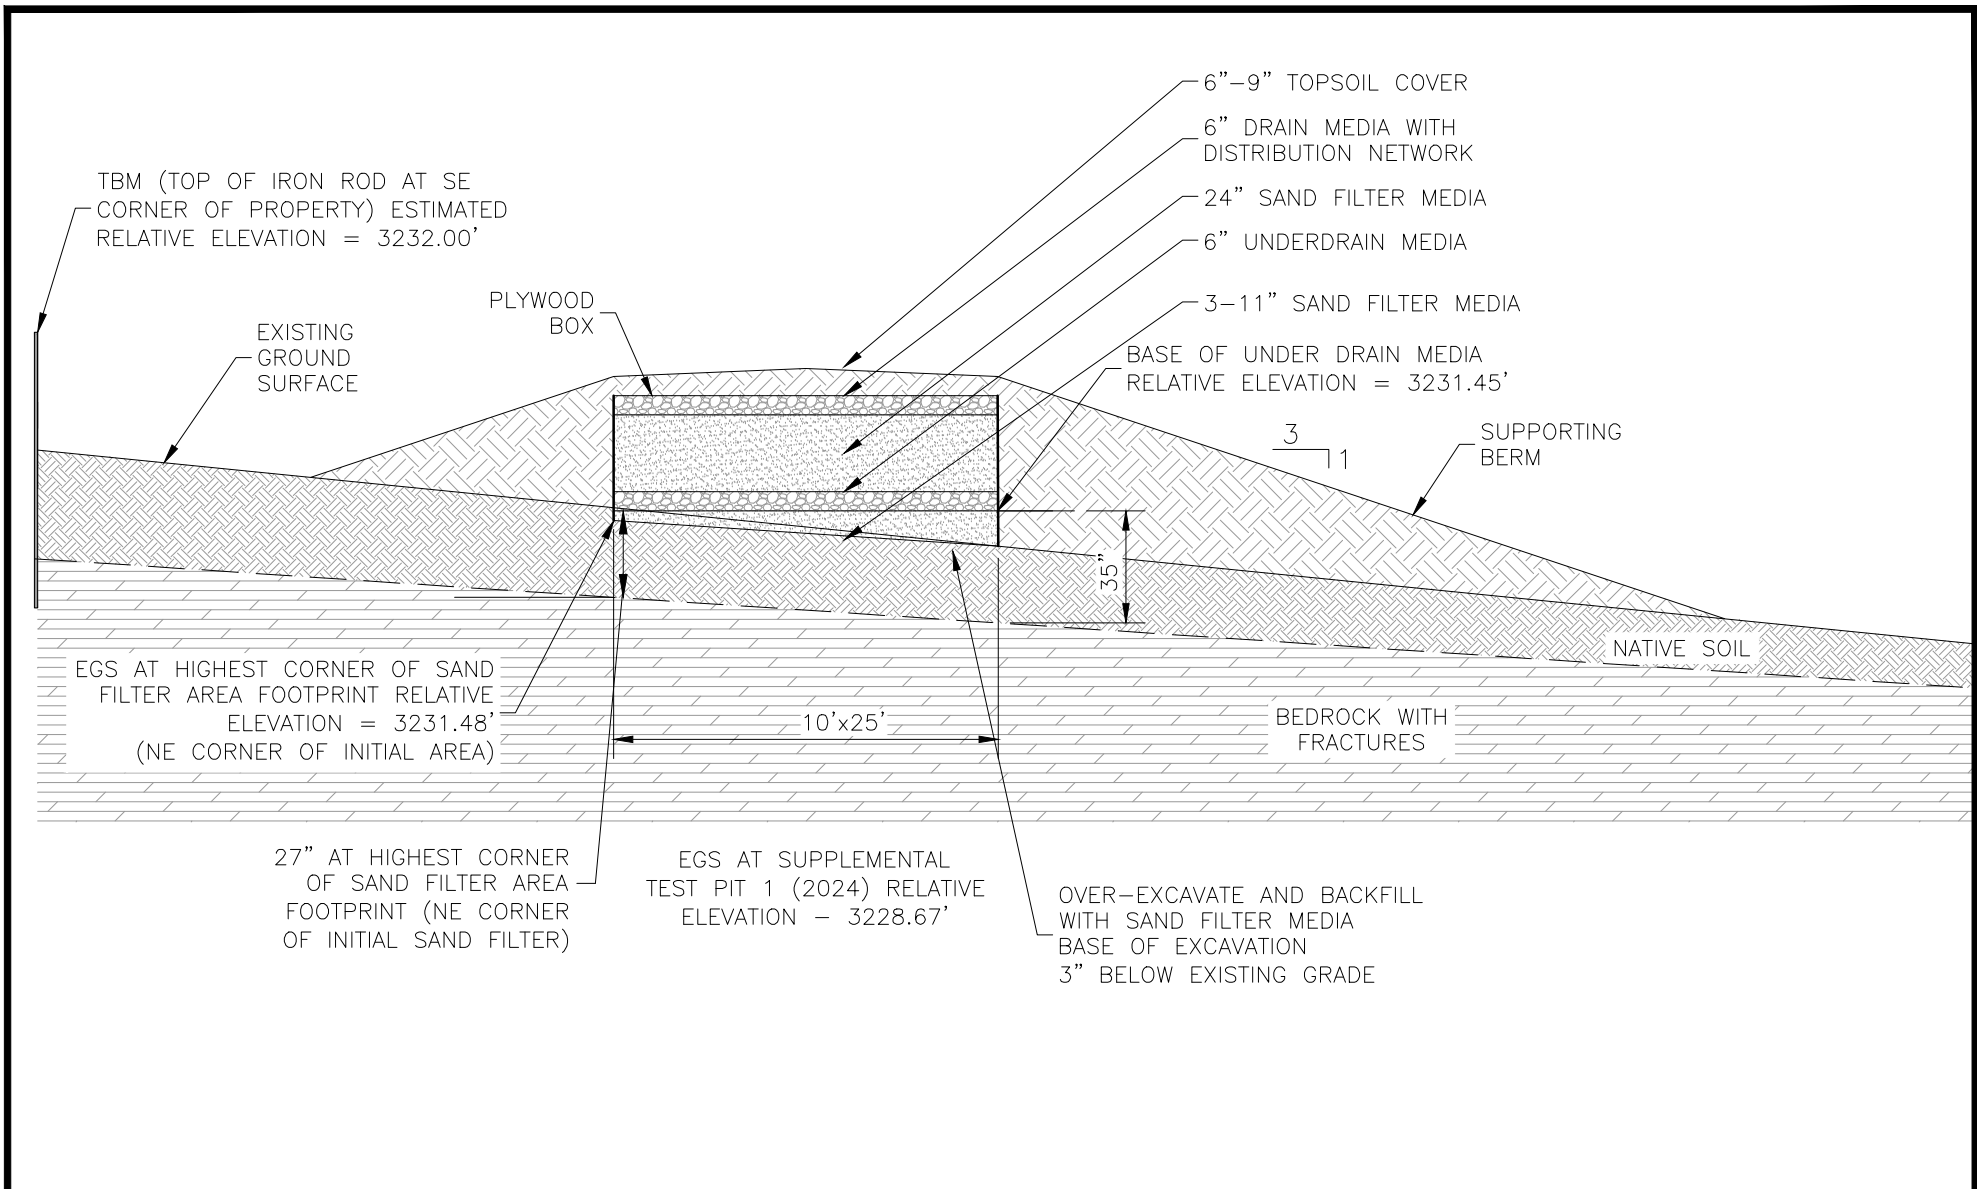 6"–9" TOPSOIL COVER
6" DRAIN MEDIA WITH
DISTRIBUTION NETWORK
24" SAND FILTER MEDIA
6" UNDERDRAIN MEDIA
3–11" SAND FILTER MEDIA
BASE OF UNDER DRAIN MEDIA
RELATIVE ELEVATION = 3231.45'
TBM (TOP OF IRON ROD AT SE
CORNER OF PROPERTY) ESTIMATED
RELATIVE ELEVATION = 3232.00'
PLYWOOD
BOX
EXISTING
GROUND
SURFACE
3
1
SUPPORTING
BERM
35"
NATIVE SOIL
EGS AT HIGHEST CORNER OF SAND
FILTER AREA FOOTPRINT RELATIVE
ELEVATION = 3231.48'
(NE CORNER OF INITIAL AREA)
10'x25'
BEDROCK WITH
FRACTURES
27" AT HIGHEST CORNER
OF SAND FILTER AREA
FOOTPRINT (NE CORNER
OF INITIAL SAND FILTER)
EGS AT SUPPLEMENTAL
TEST PIT 1 (2024) RELATIVE
ELEVATION – 3228.67'
OVER–EXCAVATE AND BACKFILL
WITH SAND FILTER MEDIA
BASE OF EXCAVATION
3" BELOW EXISTING GRADE